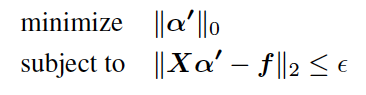 minimize ‖α′‖₀
subject to ‖Xα′ − f‖₂ ≤ ϵ